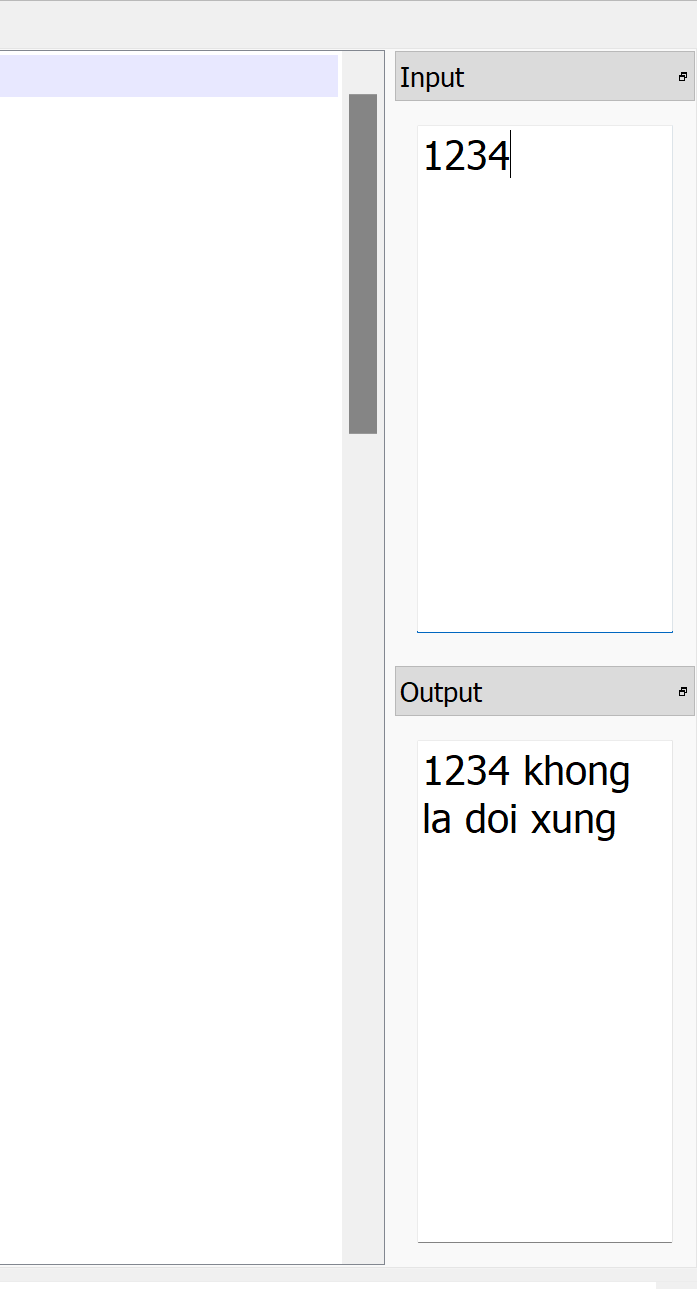 Input
1234
Output
1234 khong
la doi xung